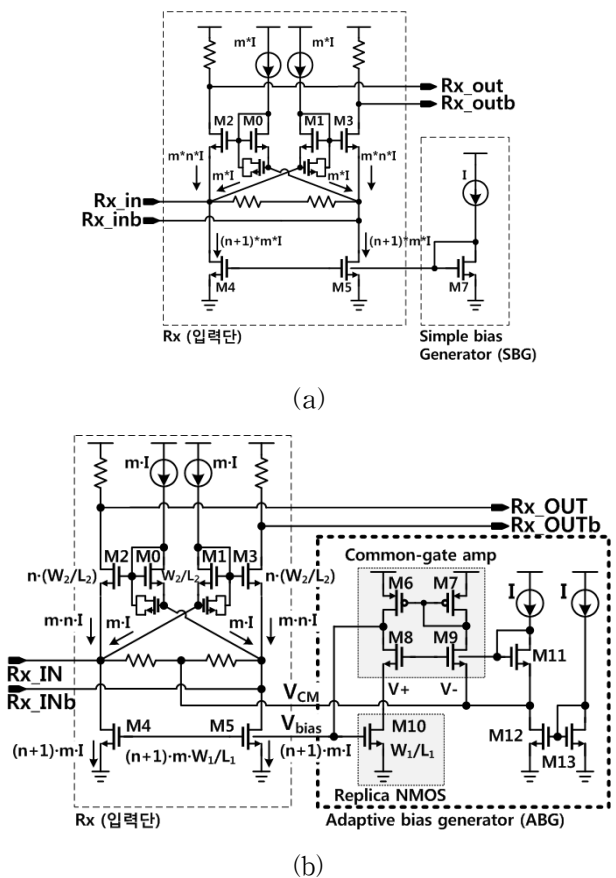 m*I
m*I
Rx_out
Rx_outb
M2
M0
M1
M3
m*n*I
m*n*I
m*I
m*I
I
Rx_in
Rx_inb
(n+1)*m*I
(n+1)*m*I
M4
M5
M7
Rx (입력단)
Simple bias
Generator (SBG)
(a)
m·I
m·I
Rx_OUT
Rx_OUTb
M2
M0
M1
M3
n·(W₂/L₂)
W₂/L₂
n·(W₂/L₂)
Common-gate amp
M6
M7
I
I
m·n·I
m·n·I
m·I
m·I
M8
M9
M11
Rx_IN
Rx_INb
V+
V-
V_CM
V_bias
M4
M5
M10
M12
M13
(n+1)·m·I
(n+1)·m·W₁/L₁
(n+1)·m·I
W₁/L₁
Replica NMOS
Rx (입력단)
Adaptive bias generator (ABG)
(b)